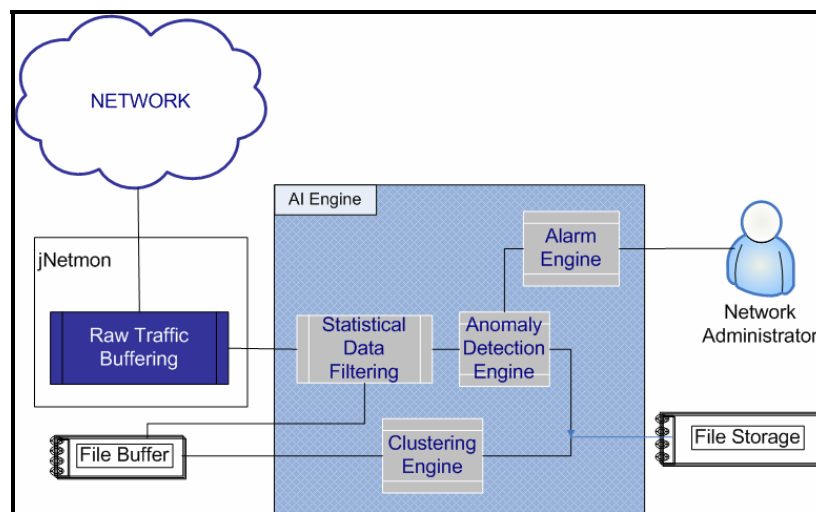 NETWORK
AI Engine
Alarm
Engine
jNetmon
Raw Traffic
Buffering
Statistical
Data
Filtering
Anomaly
Detection
Engine
Network
Administrator
File Buffer
Clustering
Engine
File Storage